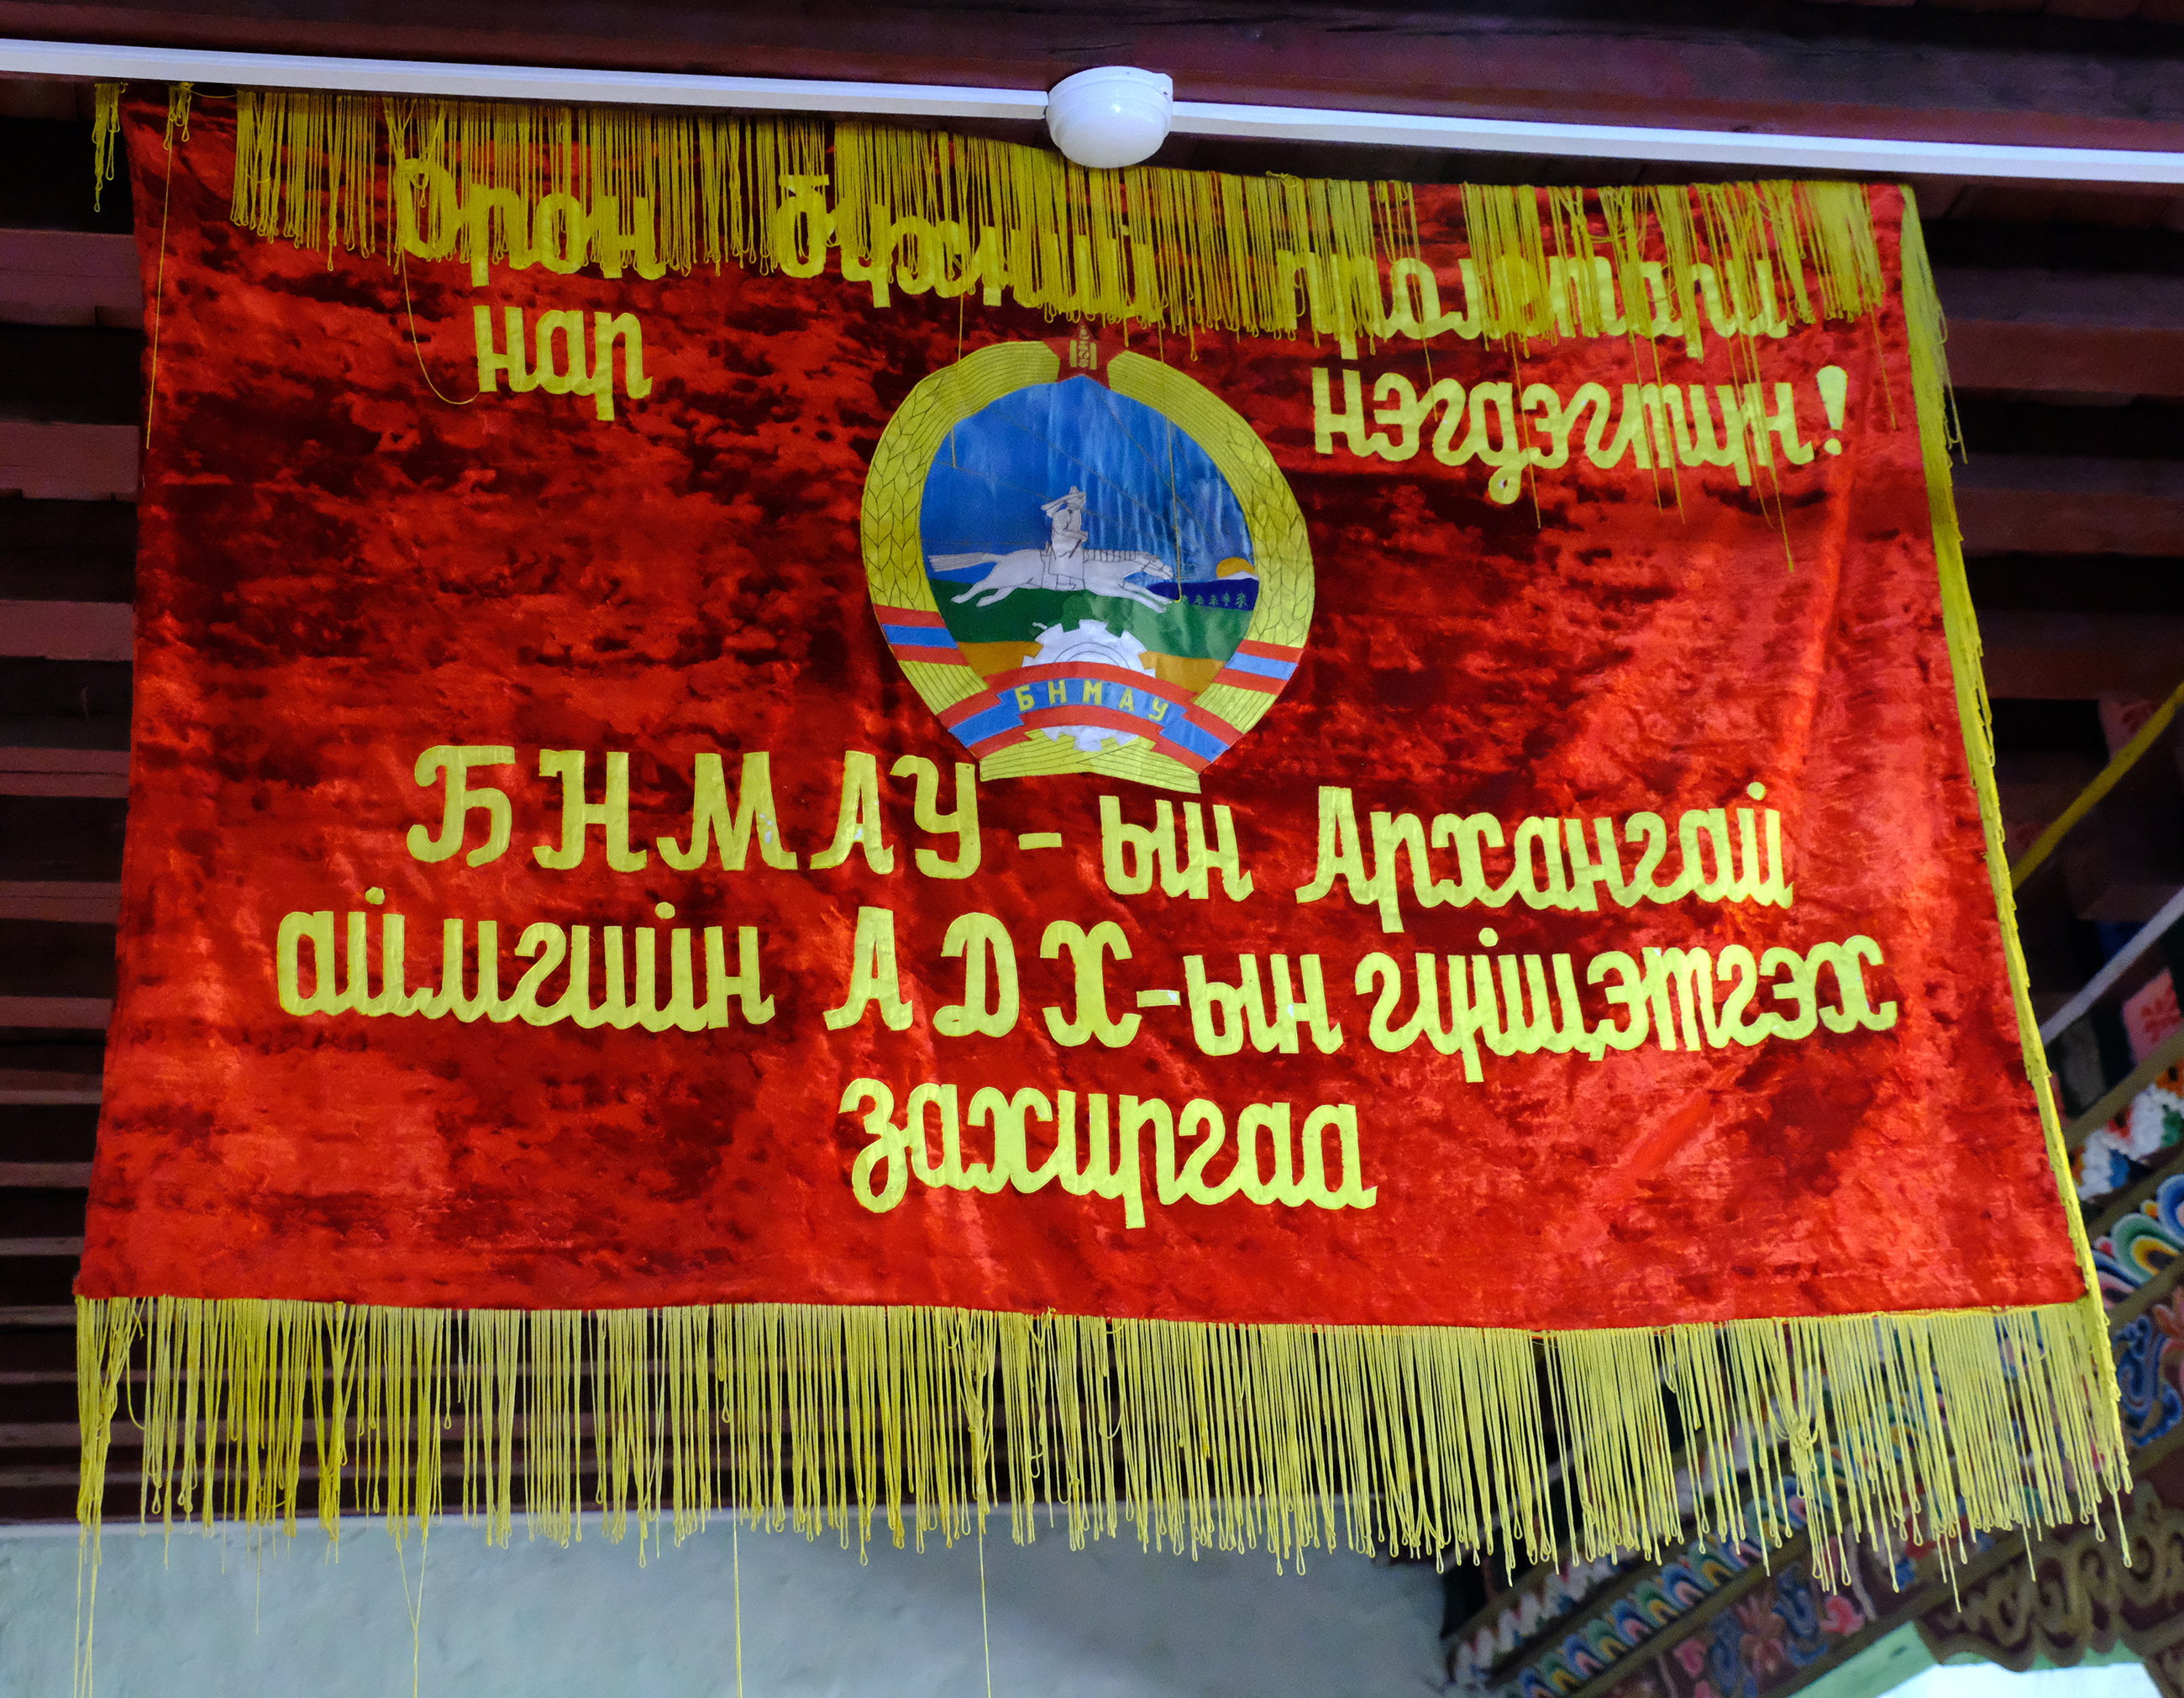 Орон бүхний пролетари
нар нэгдэгтүн!
БНМАУ
БНМАУ-ын Архангай
аймгийн АДХ-ын гүйцэтгэх
захиргаа